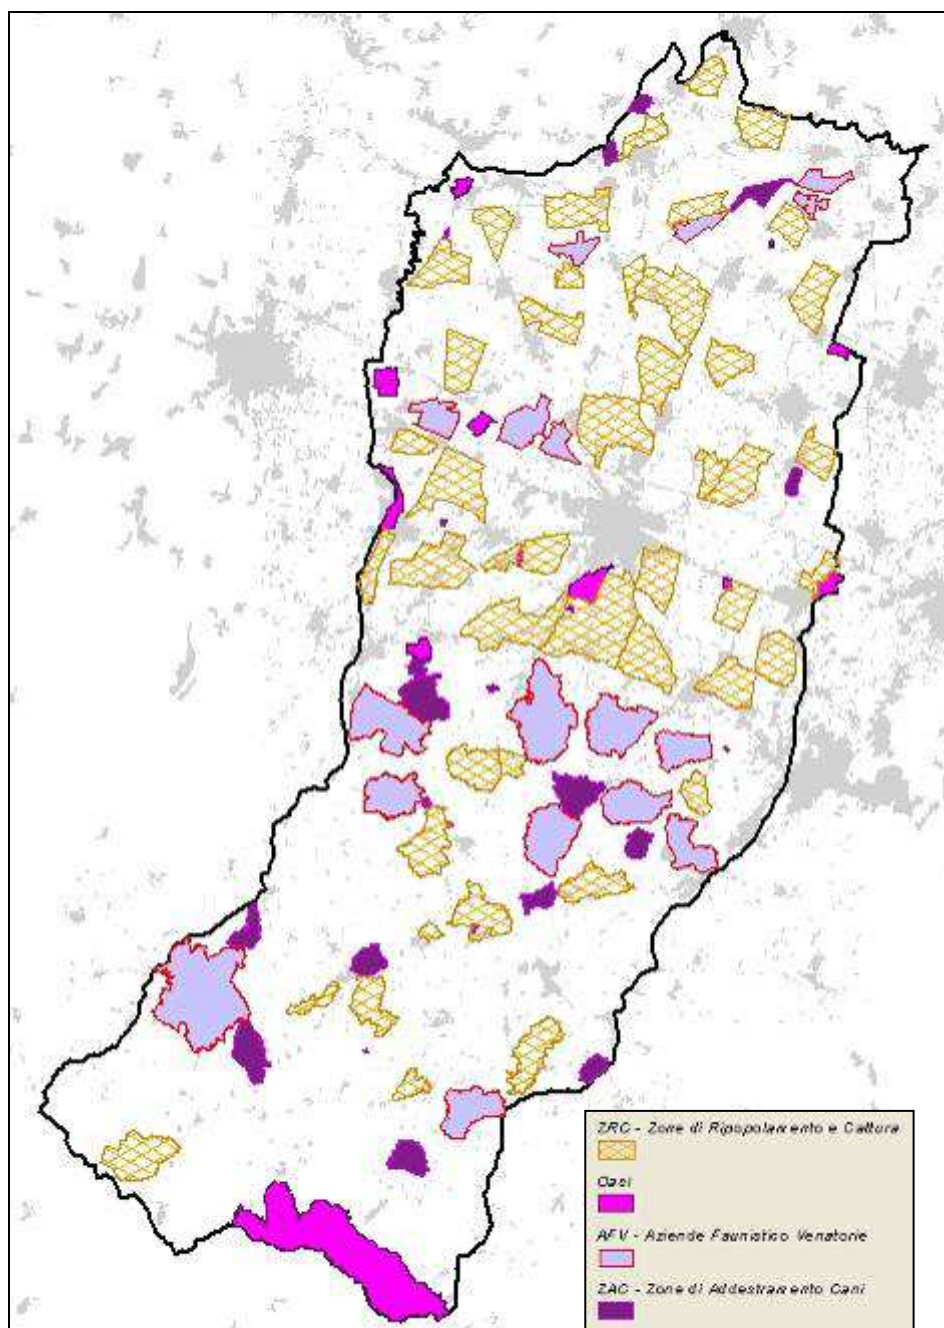 ZRC - Zone di Ripopolamento e Cattura
Oasi
AFV - Aziende Faunistico Venatorie
ZAC - Zone di Addestramento Cani